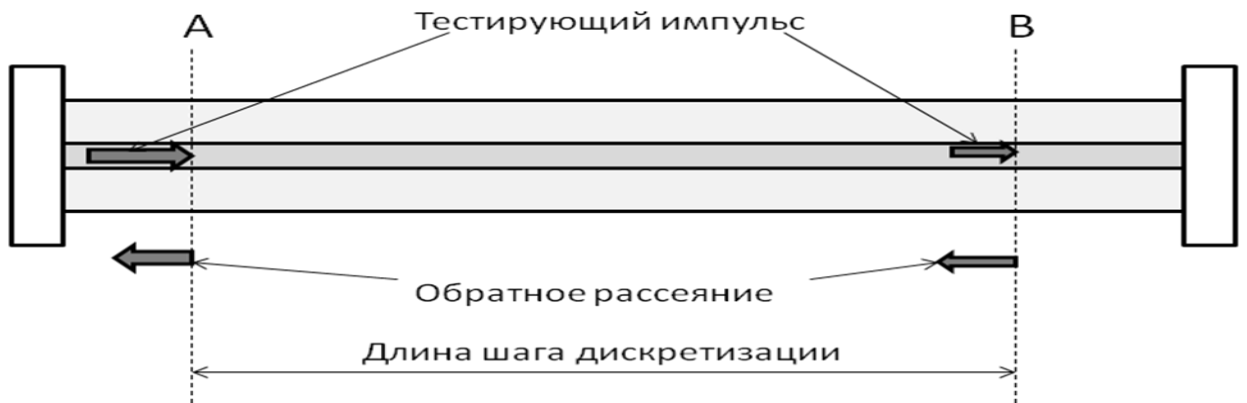 А
Тестирующий импульс
В
Обратное рассеяние
Длина шага дискретизации